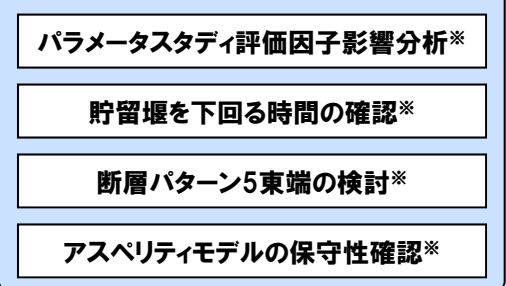 パラメータスタディ評価因子影響分析※
貯留堰を下回る時間の確認※
断層パターン5東端の検討※
アスペリティモデルの保守性確認※